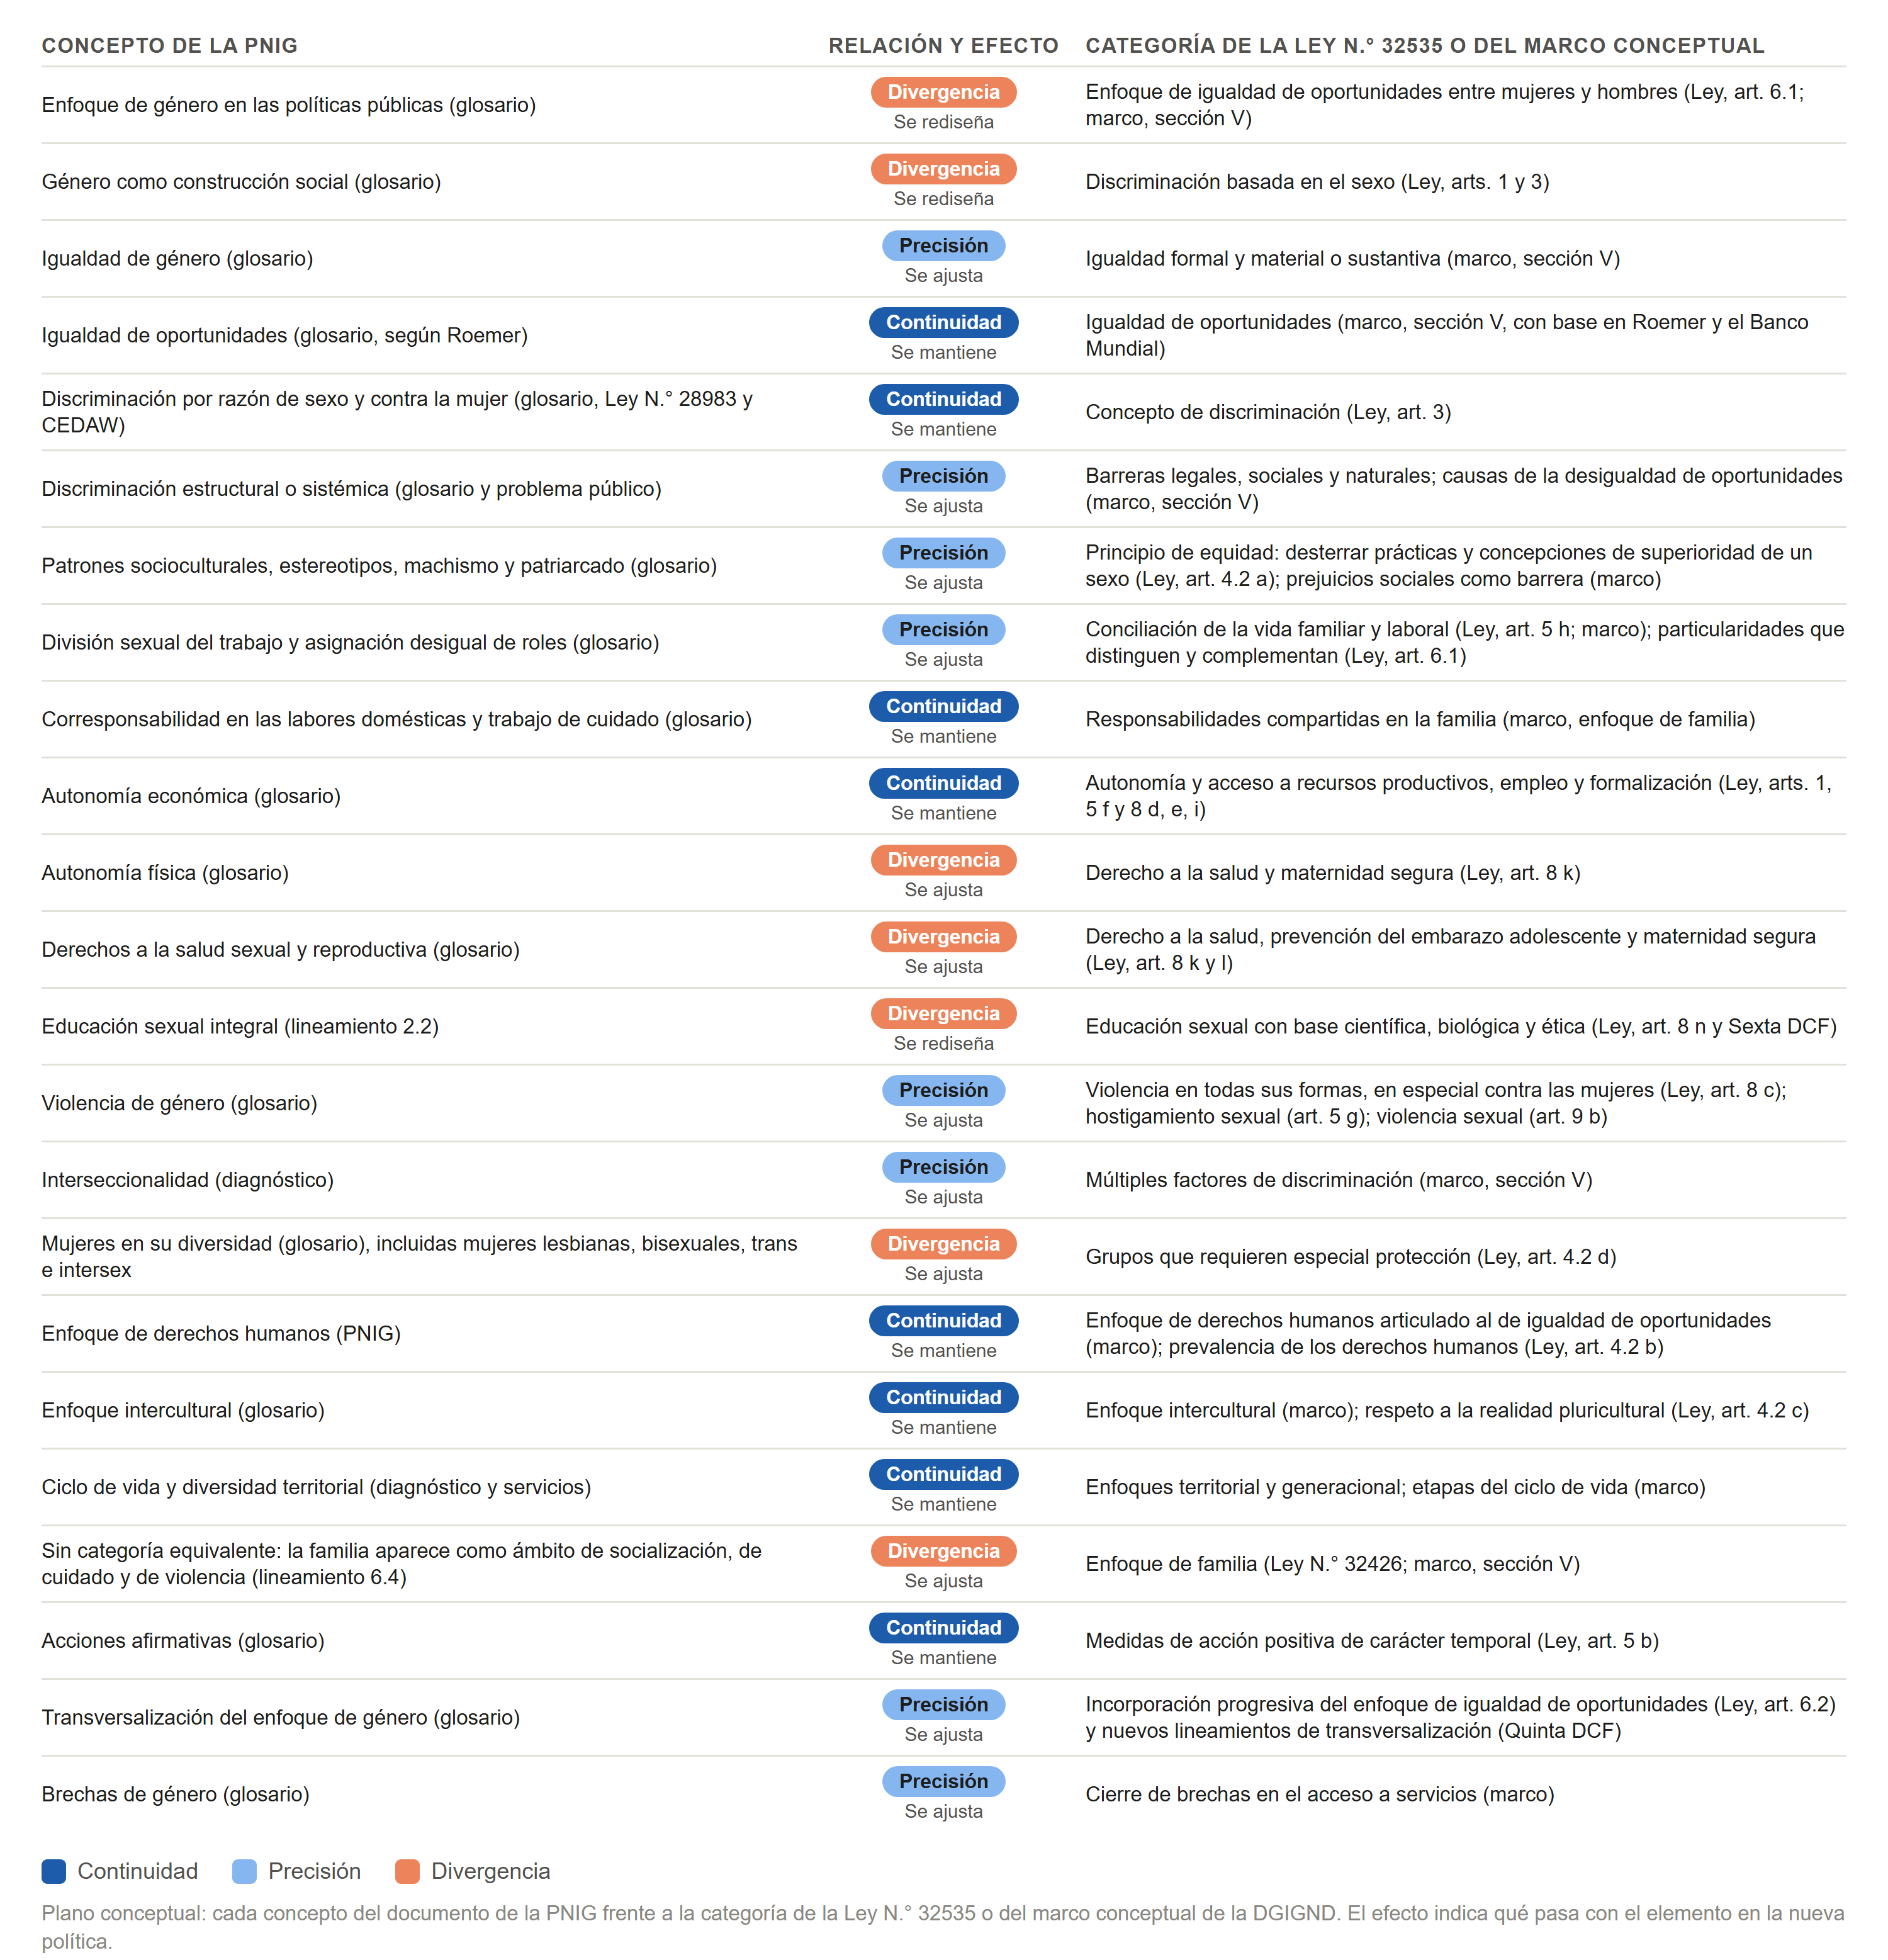 CONCEPTO DE LA PNIG
RELACIÓN Y EFECTO
CATEGORÍA DE LA LEY N.° 32535 O DEL MARCO CONCEPTUAL
Enfoque de género en las políticas públicas (glosario)
Divergencia
Se rediseña
Enfoque de igualdad de oportunidades entre mujeres y hombres (Ley, art. 6.1;
marco, sección V)
Género como construcción social (glosario)
Divergencia
Se rediseña
Discriminación basada en el sexo (Ley, arts. 1 y 3)
Igualdad de género (glosario)
Precisión
Se ajusta
Igualdad formal y material o sustantiva (marco, sección V)
Igualdad de oportunidades (glosario, según Roemer)
Continuidad
Se mantiene
Igualdad de oportunidades (marco, sección V, con base en Roemer y el Banco
Mundial)
Discriminación por razón de sexo y contra la mujer (glosario, Ley N.° 28983 y
CEDAW)
Continuidad
Se mantiene
Concepto de discriminación (Ley, art. 3)
Discriminación estructural o sistémica (glosario y problema público)
Precisión
Se ajusta
Barreras legales, sociales y naturales; causas de la desigualdad de oportunidades
(marco, sección V)
Patrones socioculturales, estereotipos, machismo y patriarcado (glosario)
Precisión
Se ajusta
Principio de equidad: desterrar prácticas y concepciones de superioridad de un
sexo (Ley, art. 4.2 a); prejuicios sociales como barrera (marco)
División sexual del trabajo y asignación desigual de roles (glosario)
Precisión
Se ajusta
Conciliación de la vida familiar y laboral (Ley, art. 5 h; marco); particularidades que
distinguen y complementan (Ley, art. 6.1)
Corresponsabilidad en las labores domésticas y trabajo de cuidado (glosario)
Continuidad
Se mantiene
Responsabilidades compartidas en la familia (marco, enfoque de familia)
Autonomía económica (glosario)
Continuidad
Se mantiene
Autonomía y acceso a recursos productivos, empleo y formalización (Ley, arts. 1,
5 f y 8 d, e, i)
Autonomía física (glosario)
Divergencia
Se ajusta
Derecho a la salud y maternidad segura (Ley, art. 8 k)
Derechos a la salud sexual y reproductiva (glosario)
Divergencia
Se ajusta
Derecho a la salud, prevención del embarazo adolescente y maternidad segura
(Ley, art. 8 k y l)
Educación sexual integral (lineamiento 2.2)
Divergencia
Se rediseña
Educación sexual con base científica, biológica y ética (Ley, art. 8 n y Sexta DCF)
Violencia de género (glosario)
Precisión
Se ajusta
Violencia en todas sus formas, en especial contra las mujeres (Ley, art. 8 c);
hostigamiento sexual (art. 5 g); violencia sexual (art. 9 b)
Interseccionalidad (diagnóstico)
Precisión
Se ajusta
Múltiples factores de discriminación (marco, sección V)
Mujeres en su diversidad (glosario), incluidas mujeres lesbianas, bisexuales, trans
e intersex
Divergencia
Se ajusta
Grupos que requieren especial protección (Ley, art. 4.2 d)
Enfoque de derechos humanos (PNIG)
Continuidad
Se mantiene
Enfoque de derechos humanos articulado al de igualdad de oportunidades
(marco); prevalencia de los derechos humanos (Ley, art. 4.2 b)
Enfoque intercultural (glosario)
Continuidad
Se mantiene
Enfoque intercultural (marco); respeto a la realidad pluricultural (Ley, art. 4.2 c)
Ciclo de vida y diversidad territorial (diagnóstico y servicios)
Continuidad
Se mantiene
Enfoques territorial y generacional; etapas del ciclo de vida (marco)
Sin categoría equivalente: la familia aparece como ámbito de socialización, de
cuidado y de violencia (lineamiento 6.4)
Divergencia
Se ajusta
Enfoque de familia (Ley N.° 32426; marco, sección V)
Acciones afirmativas (glosario)
Continuidad
Se mantiene
Medidas de acción positiva de carácter temporal (Ley, art. 5 b)
Transversalización del enfoque de género (glosario)
Precisión
Se ajusta
Incorporación progresiva del enfoque de igualdad de oportunidades (Ley, art. 6.2)
y nuevos lineamientos de transversalización (Quinta DCF)
Brechas de género (glosario)
Precisión
Se ajusta
Cierre de brechas en el acceso a servicios (marco)
Continuidad
Precisión
Divergencia
Plano conceptual: cada concepto del documento de la PNIG frente a la categoría de la Ley N.° 32535 o del marco conceptual de la DGIGND. El efecto indica qué pasa con el elemento en la nueva
política.